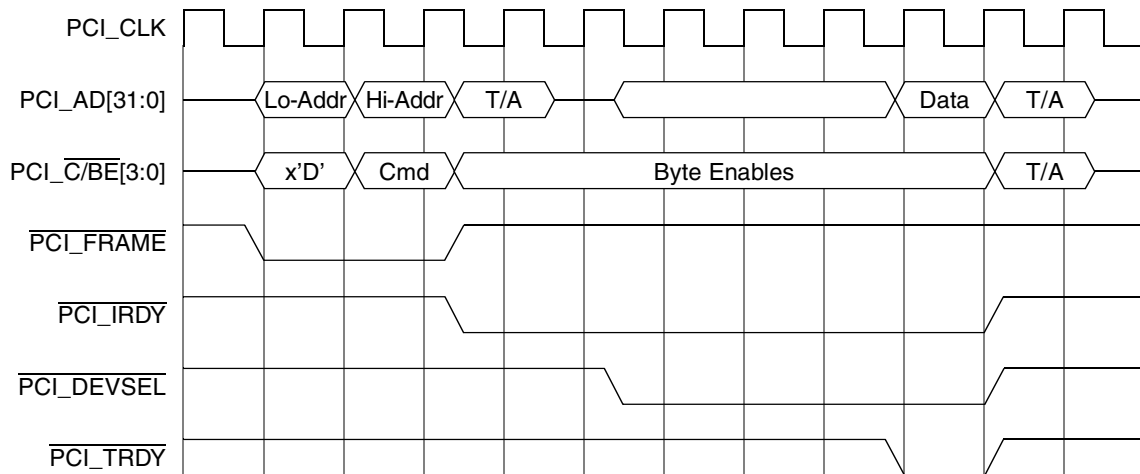 PCI_CLK
PCI_AD[31:0] Lo-Addr Hi-Addr T/A Data T/A
PCI_C/BE[3:0] x'D' Cmd Byte Enables T/A
PCI_FRAME
PCI_IRDY
PCI_DEVSEL
PCI_TRDY